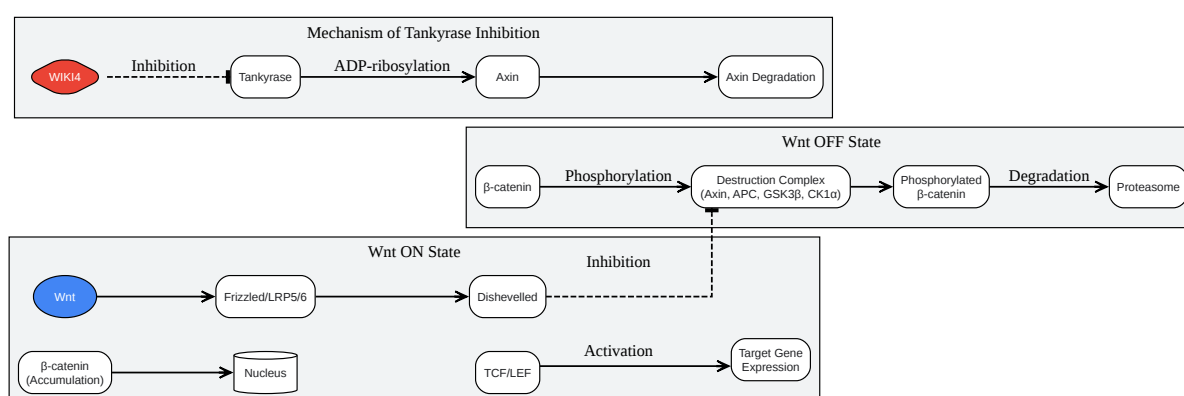 Mechanism of Tankyrase Inhibition
WIKI4
Inhibition
Tankyrase
ADP-ribosylation
Axin
Axin Degradation
Wnt OFF State
β-catenin
Phosphorylation
Destruction Complex
(Axin, APC, GSK3β, CK1α)
Phosphorylated
β-catenin
Degradation
Proteasome
Wnt ON State
Wnt
Frizzled/LRP5/6
Dishevelled
Inhibition
β-catenin
(Accumulation)
Nucleus
TCF/LEF
Activation
Target Gene
Expression